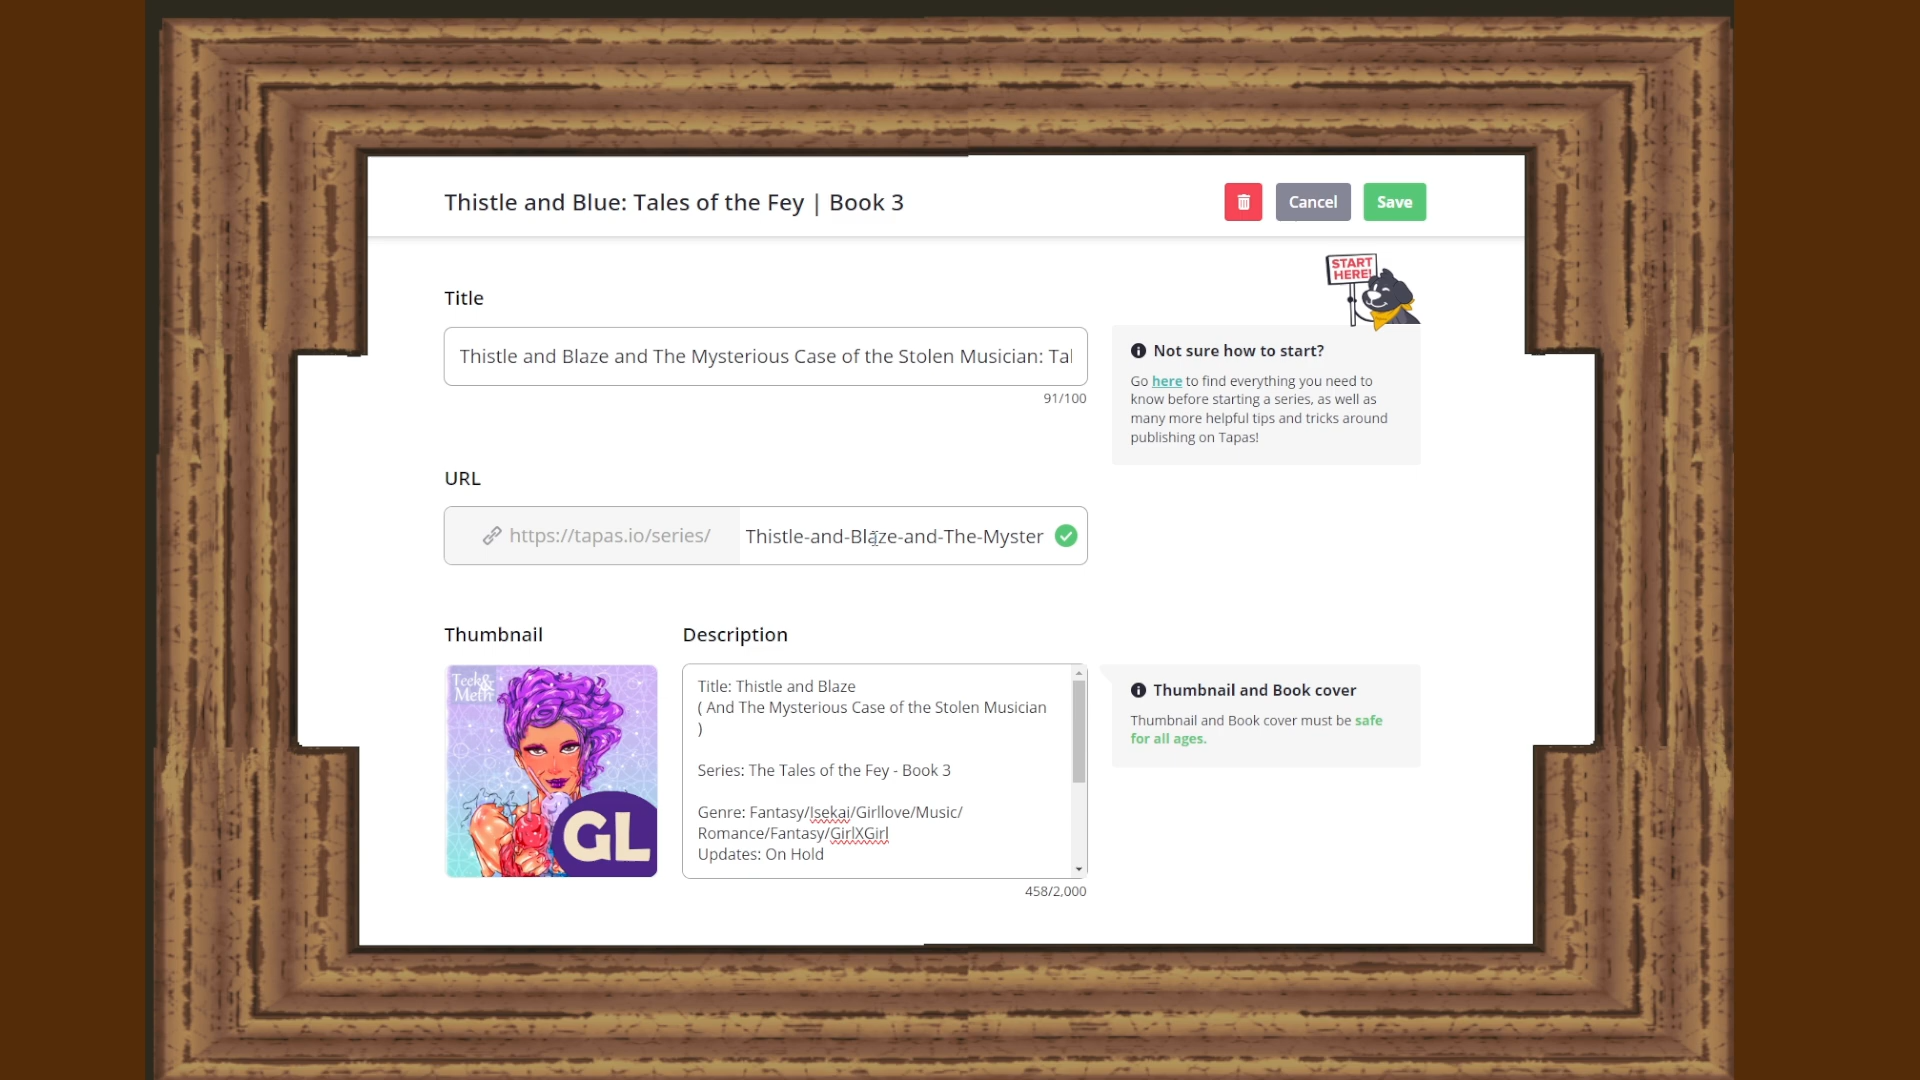 Thistle and Blue: Tales of the Fey | Book 3
Cancel
Save
START
HERE!
Title
Thistle and Blaze and The Mysterious Case of the Stolen Musician: Tal
91/100
Not sure how to start?
Go here to find everything you need to
know before starting a series, as well as
many more helpful tips and tricks around
publishing on Tapas!
URL
https://tapas.io/series/
Thistle-and-Blaze-and-The-Myster
Thumbnail
Description
Teek&
Meth
GL
Title: Thistle and Blaze
( And The Mysterious Case of the Stolen Musician
)
Series: The Tales of the Fey - Book 3
Genre: Fantasy/Isekai/Girllove/Music/
Romance/Fantasy/GirlXGirl
Updates: On Hold
458/2,000
Thumbnail and Book cover
Thumbnail and Book cover must be safe
for all ages.